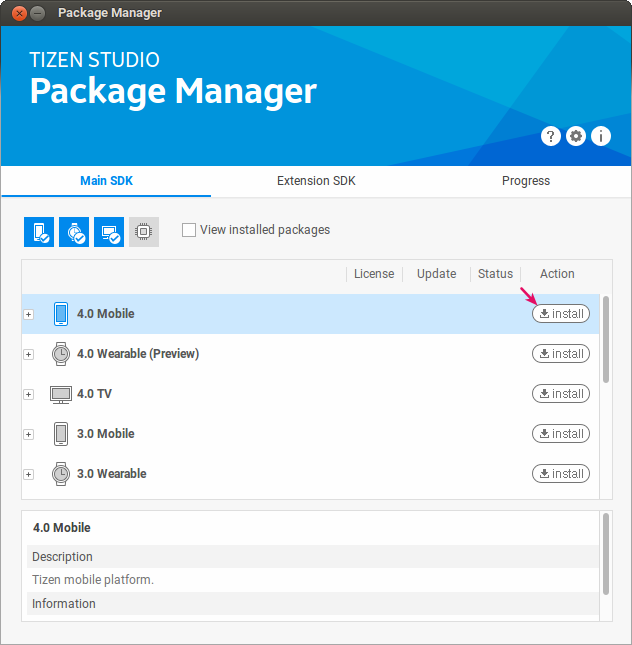 Package Manager
TIZEN STUDIO
Package Manager
? i
Main SDK Extension SDK Progress
View installed packages
License Update Status Action
4.0 Mobile install
4.0 Wearable (Preview) install
4.0 TV install
3.0 Mobile install
3.0 Wearable install
4.0 Mobile
Description
Tizen mobile platform.
Information